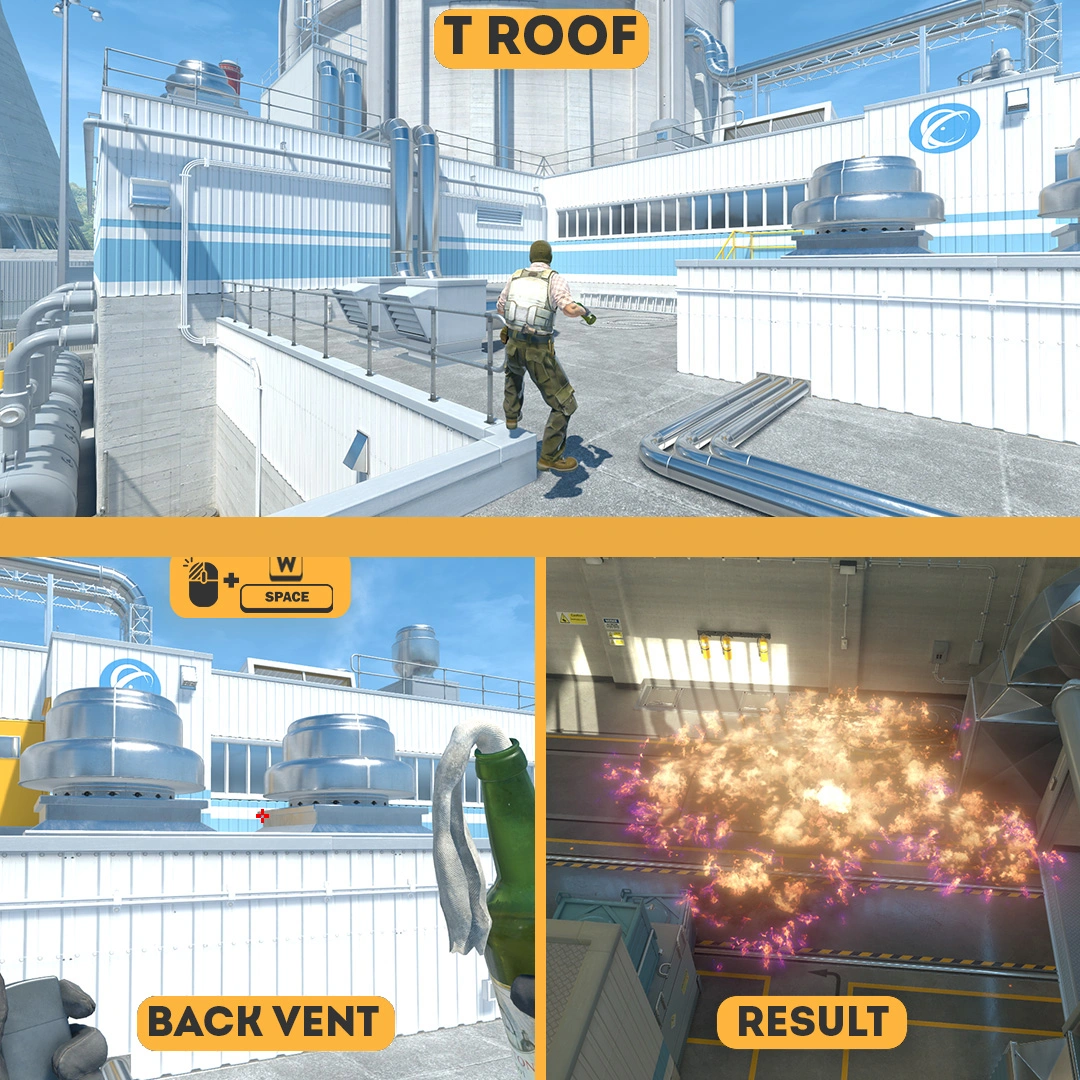 T ROOF
+ W
SPACE
BACK VENT
RESULT